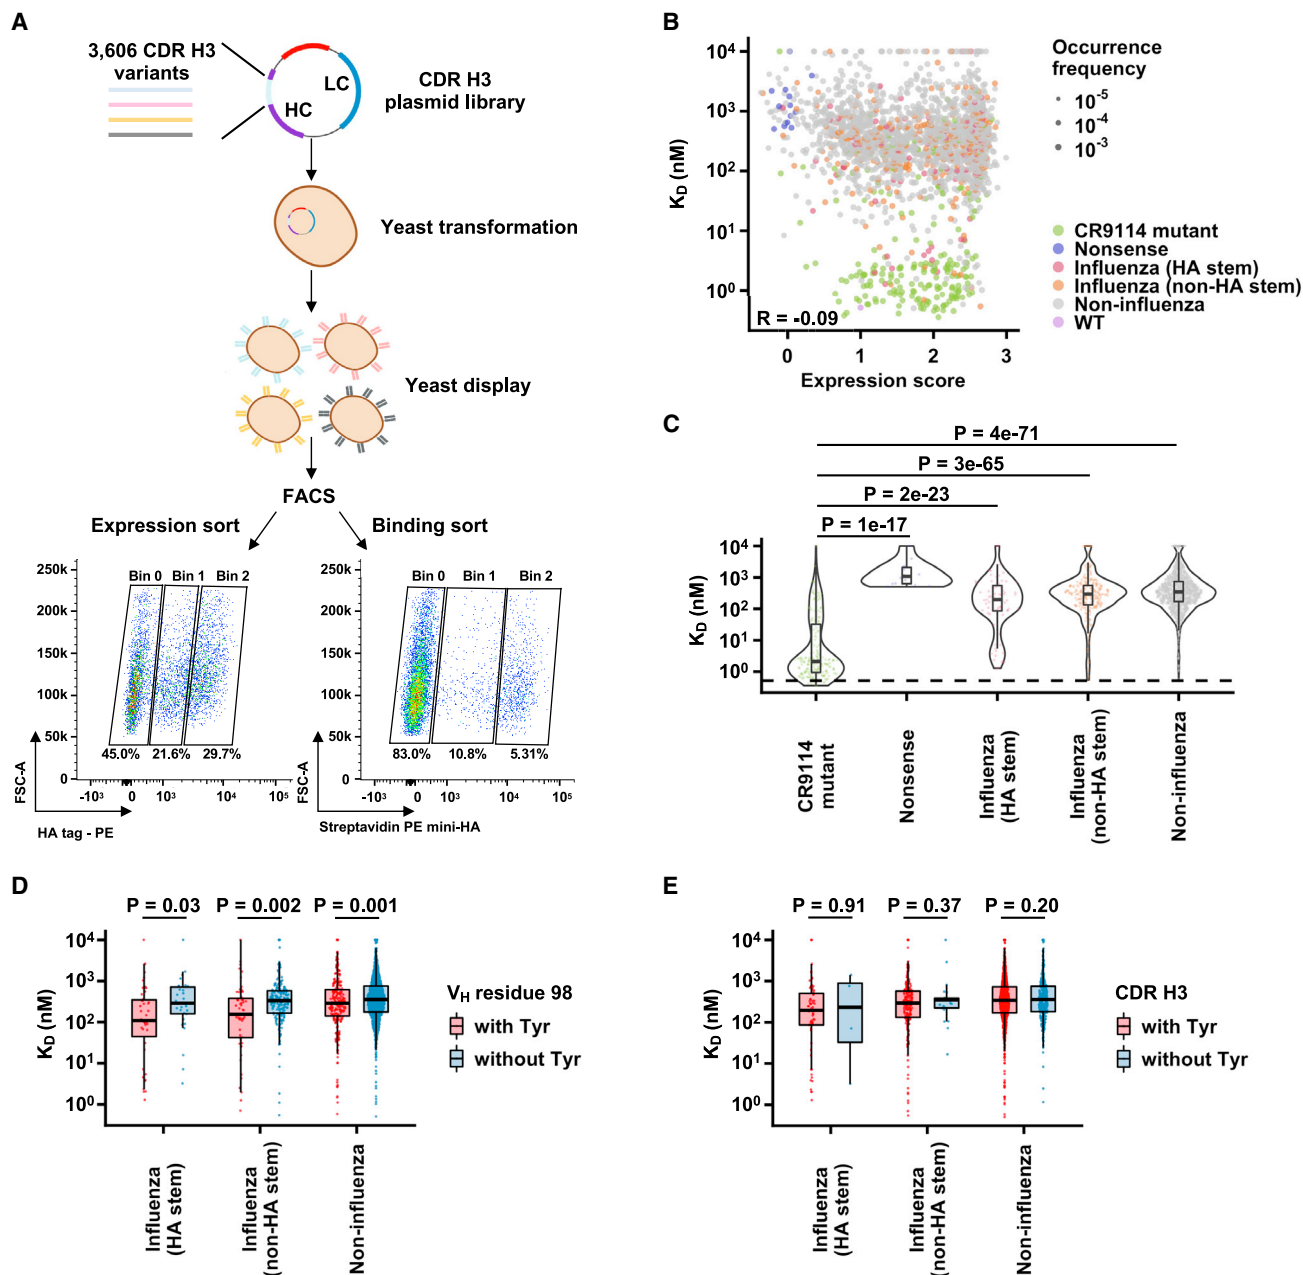 A
3,606 CDR H3
variants
LC
HC
CDR H3
plasmid library
Yeast transformation
Yeast display
FACS
Expression sort
Binding sort
250k
200k
150k
100k
50k
0
Bin 0
Bin 1
Bin 2
45.0%
21.6%
29.7%
-10³
0
10³
10⁴
10⁵
FSC-A
HA tag - PE
250k
200k
150k
100k
50k
0
Bin 0
Bin 1
Bin 2
83.0%
10.8%
5.31%
-10³
0
10³
10⁴
10⁵
FSC-A
Streptavidin PE mini-HA
B
10⁴
10³
10²
10¹
10⁰
K_D (nM)
R = -0.09
0
1
2
3
Expression score
Occurrence
frequency
10⁻⁵
10⁻⁴
10⁻³
CR9114 mutant
Nonsense
Influenza (HA stem)
Influenza (non-HA stem)
Non-influenza
WT
C
P = 4e-71
P = 3e-65
P = 2e-23
P = 1e-17
10⁴
10³
10²
10¹
10⁰
K_D (nM)
CR9114
mutant
Nonsense
Influenza
(HA stem)
Influenza
(non-HA stem)
Non-influenza
D
P = 0.03
P = 0.002
P = 0.001
10⁴
10³
10²
10¹
10⁰
K_D (nM)
Influenza
(HA stem)
Influenza
(non-HA stem)
Non-influenza
V_H residue 98
with Tyr
without Tyr
E
P = 0.91
P = 0.37
P = 0.20
10⁴
10³
10²
10¹
10⁰
K_D (nM)
Influenza
(HA stem)
Influenza
(non-HA stem)
Non-influenza
CDR H3
with Tyr
without Tyr